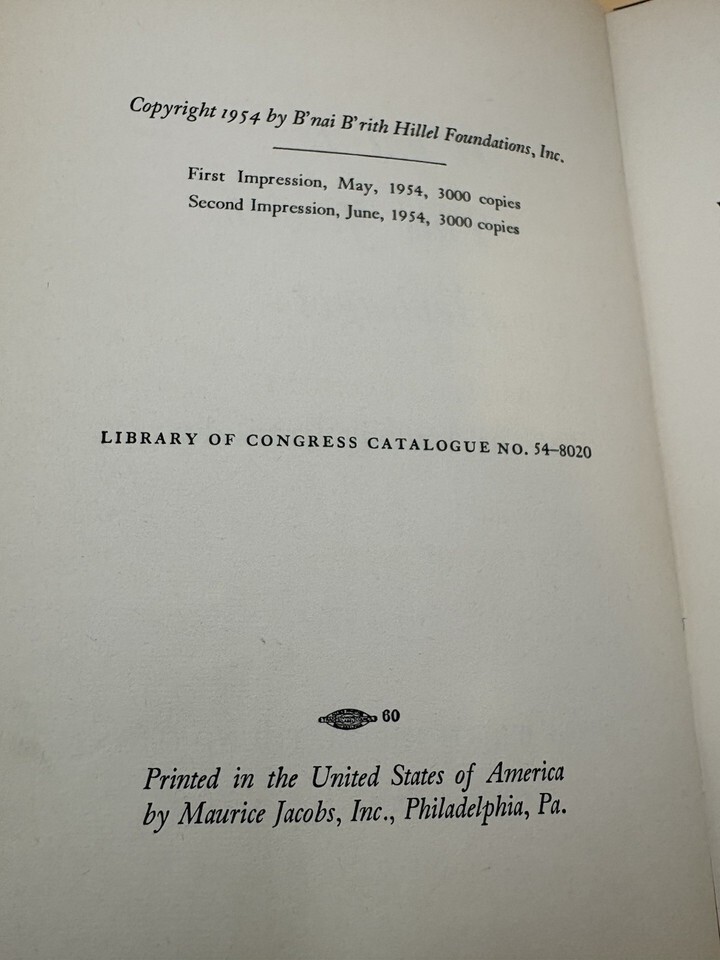 Copyright 1954 by B'nai B'rith Hillel Foundations, Inc.
First Impression, May, 1954, 3000 copies
Second Impression, June, 1954, 3000 copies
LIBRARY OF CONGRESS CATALOGUE NO. 54–8020
60
Printed in the United States of America
by Maurice Jacobs, Inc., Philadelphia, Pa.